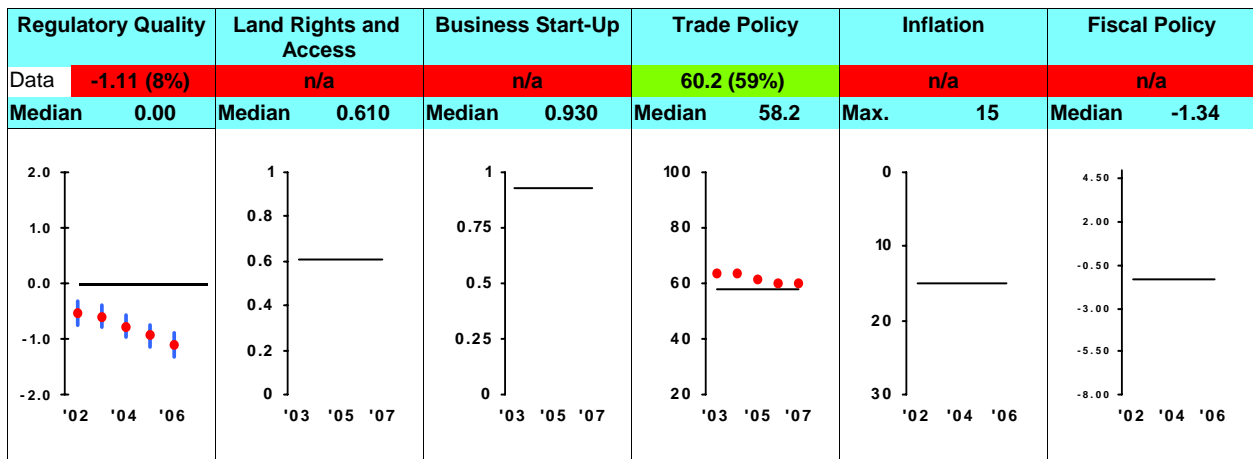 Regulatory Quality
Land Rights and
Access
Business Start-Up
Trade Policy
Inflation
Fiscal Policy
Data -1.11 (8%)
n/a
n/a
60.2 (59%)
n/a
n/a
Median 0.00
Median 0.610
Median 0.930
Median 58.2
Max. 15
Median -1.34
2.0
1.0
0.0
-1.0
-2.0
'02 '04 '06
1
0.8
0.6
0.4
0.2
0
'03 '05 '07
1
0.75
0.5
0.25
0
'03 '05 '07
100
80
60
40
20
'03 '05 '07
0
10
20
30
'02 '04 '06
4.50
2.00
-0.50
-3.00
-5.50
-8.00
'02 '04 '06